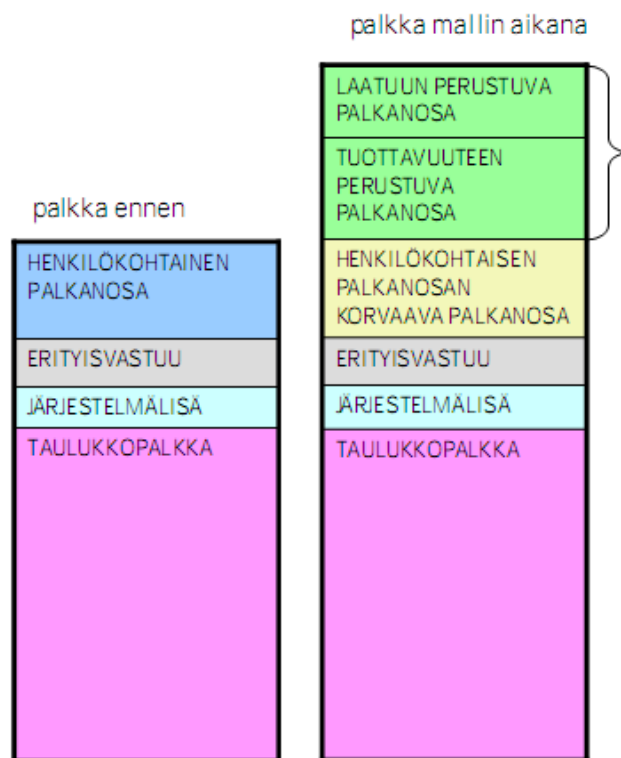 palkka mallin aikana
LAATUUN PERUSTUVA
PALKANOSA
TUOTTAVUUTEEN
PERUSTUVA
PALKANOSA
palkka ennen
HENKILÖKOHTAINEN
PALKANOSA
HENKILÖKOHTAISEN
PALKANOSAN
KORVAAVA PALKANOSA
ERITYISVASTUU
ERITYISVASTUU
JÄRJESTELMÄLISÄ
JÄRJESTELMÄLISÄ
TAULUKKOPALKKA
TAULUKKOPALKKA